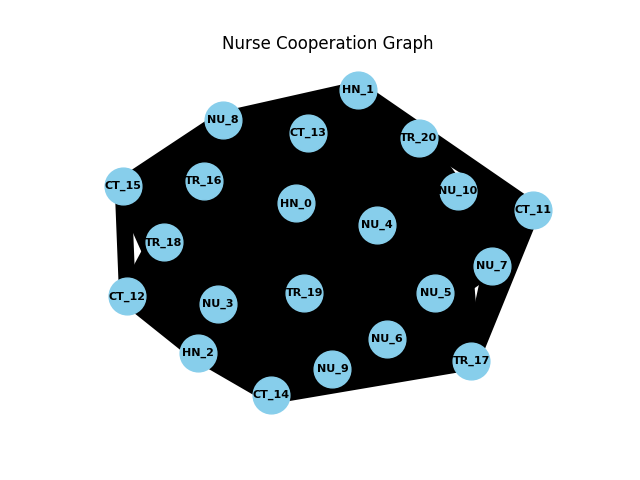 Nurse Cooperation Graph
HN_1
NU_8
CT_13
TR_20
TR_16
CT_15
NU_10
HN_0
CT_11
NU_4
TR_18
NU_7
CT_12
NU_3
TR_19
NU_5
NU_6
HN_2
TR_17
NU_9
CT_14